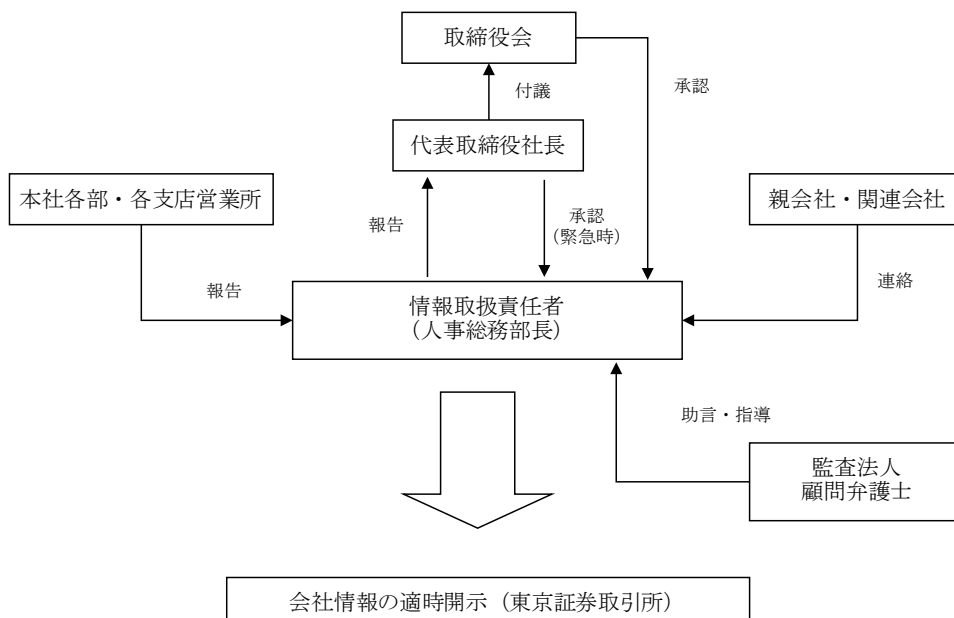 取締役会
付議
承認
代表取締役社長
本社各部・各支店営業所
親会社・関連会社
報告
承認
(緊急時)
報告
連絡
情報取扱責任者
(人事総務部長)
助言・指導
監査法人
顧問弁護士
会社情報の適時開示(東京証券取引所)